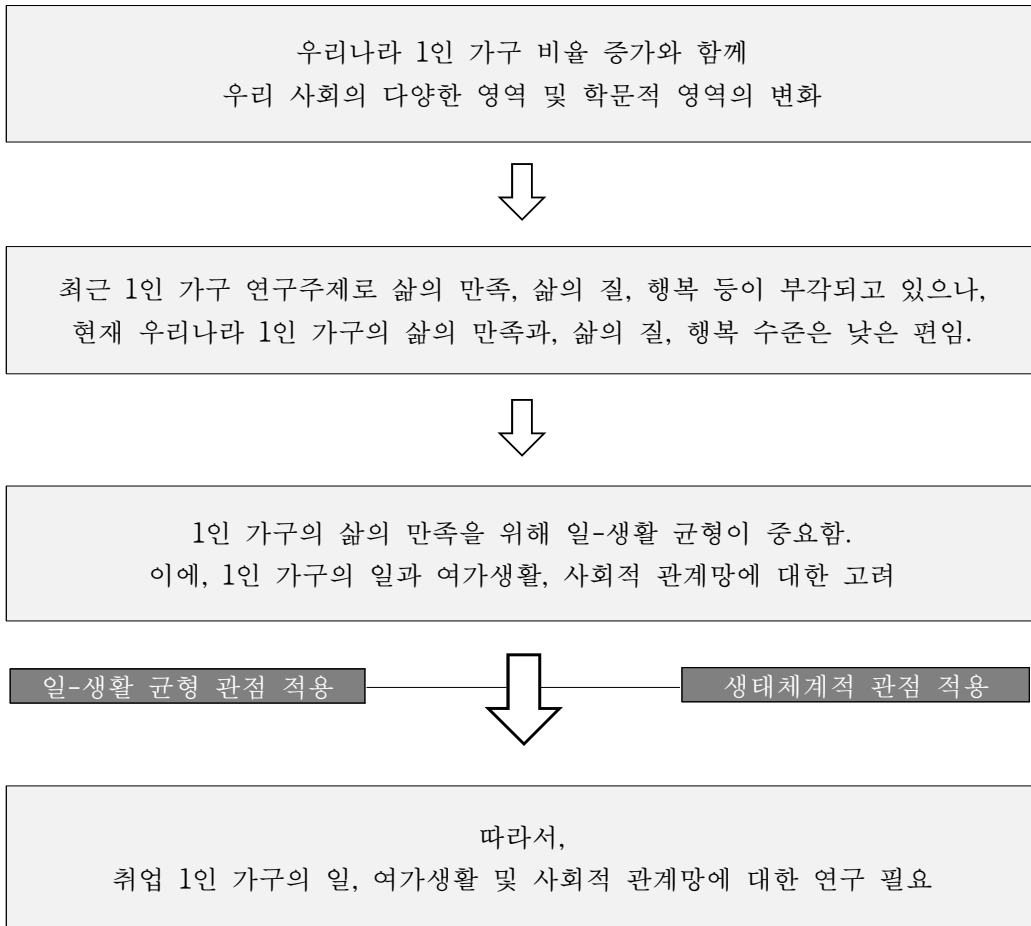 우리나라 1인 가구 비율 증가와 함께
우리 사회의 다양한 영역 및 학문적 영역의 변화
최근 1인 가구 연구주제로 삶의 만족, 삶의 질, 행복 등이 부각되고 있으나,
현재 우리나라 1인 가구의 삶의 만족과, 삶의 질, 행복 수준은 낮은 편임.
1인 가구의 삶의 만족을 위해 일-생활 균형이 중요함.
이에, 1인 가구의 일과 여가생활, 사회적 관계망에 대한 고려
일-생활 균형 관점 적용
생태체계적 관점 적용
따라서,
취업 1인 가구의 일, 여가생활 및 사회적 관계망에 대한 연구 필요